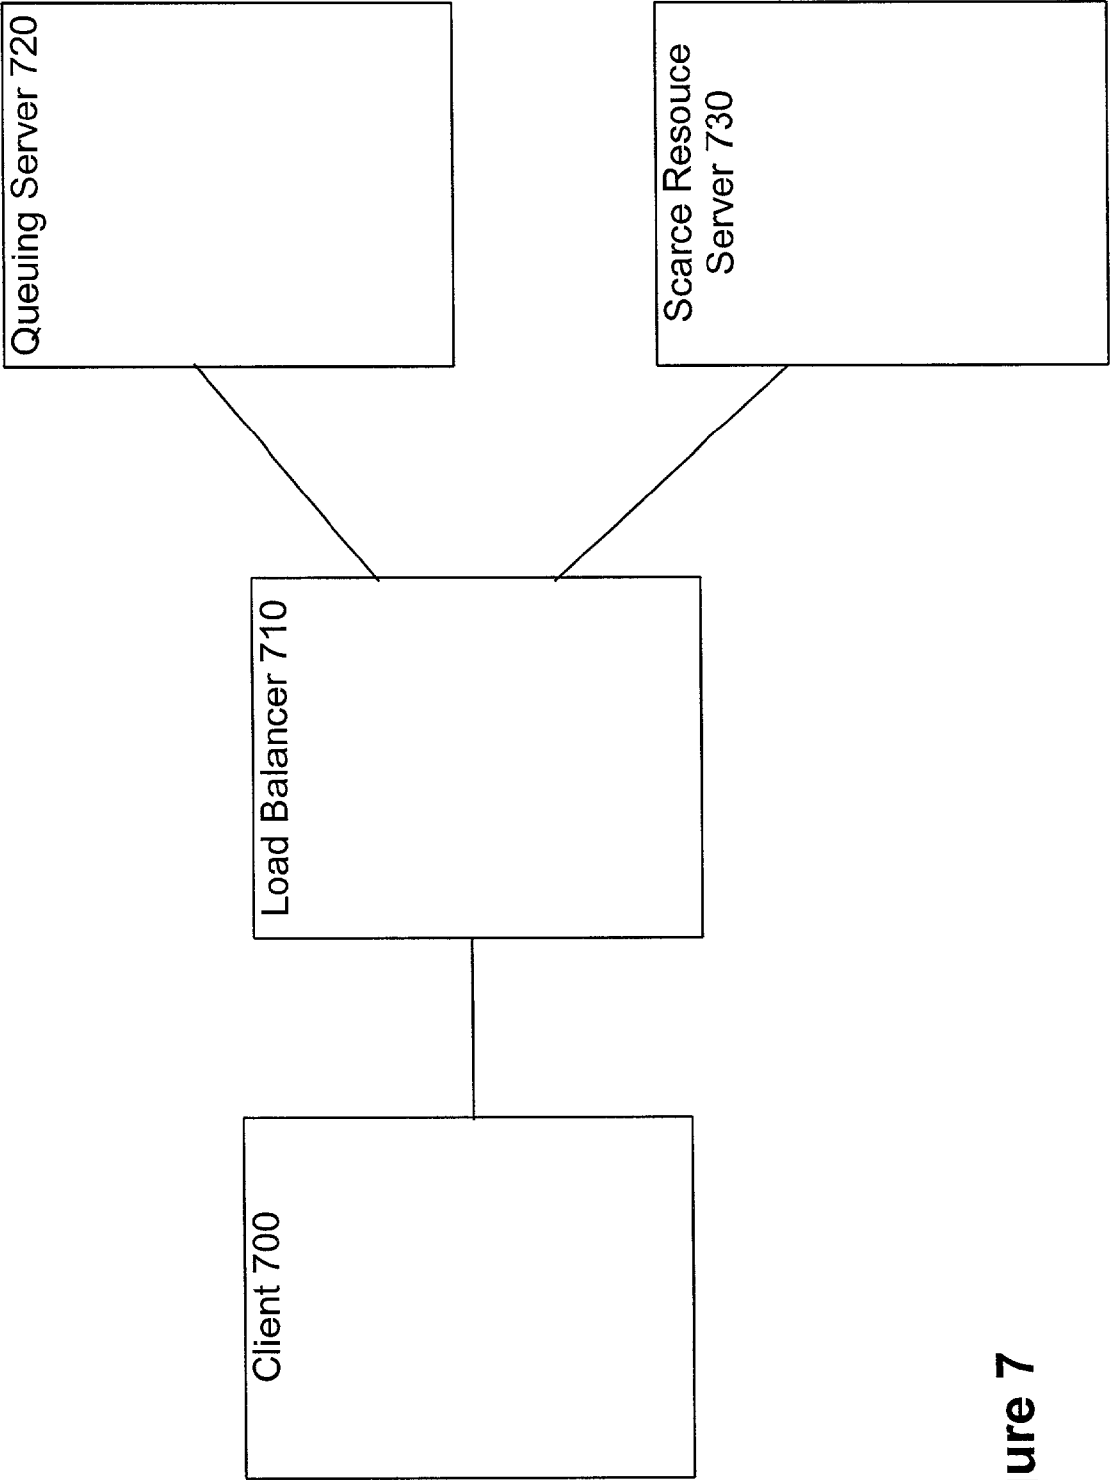 Queuing Server 720
Scarce Resouce
Server 730
Load Balancer 710
Client 700
ure 7